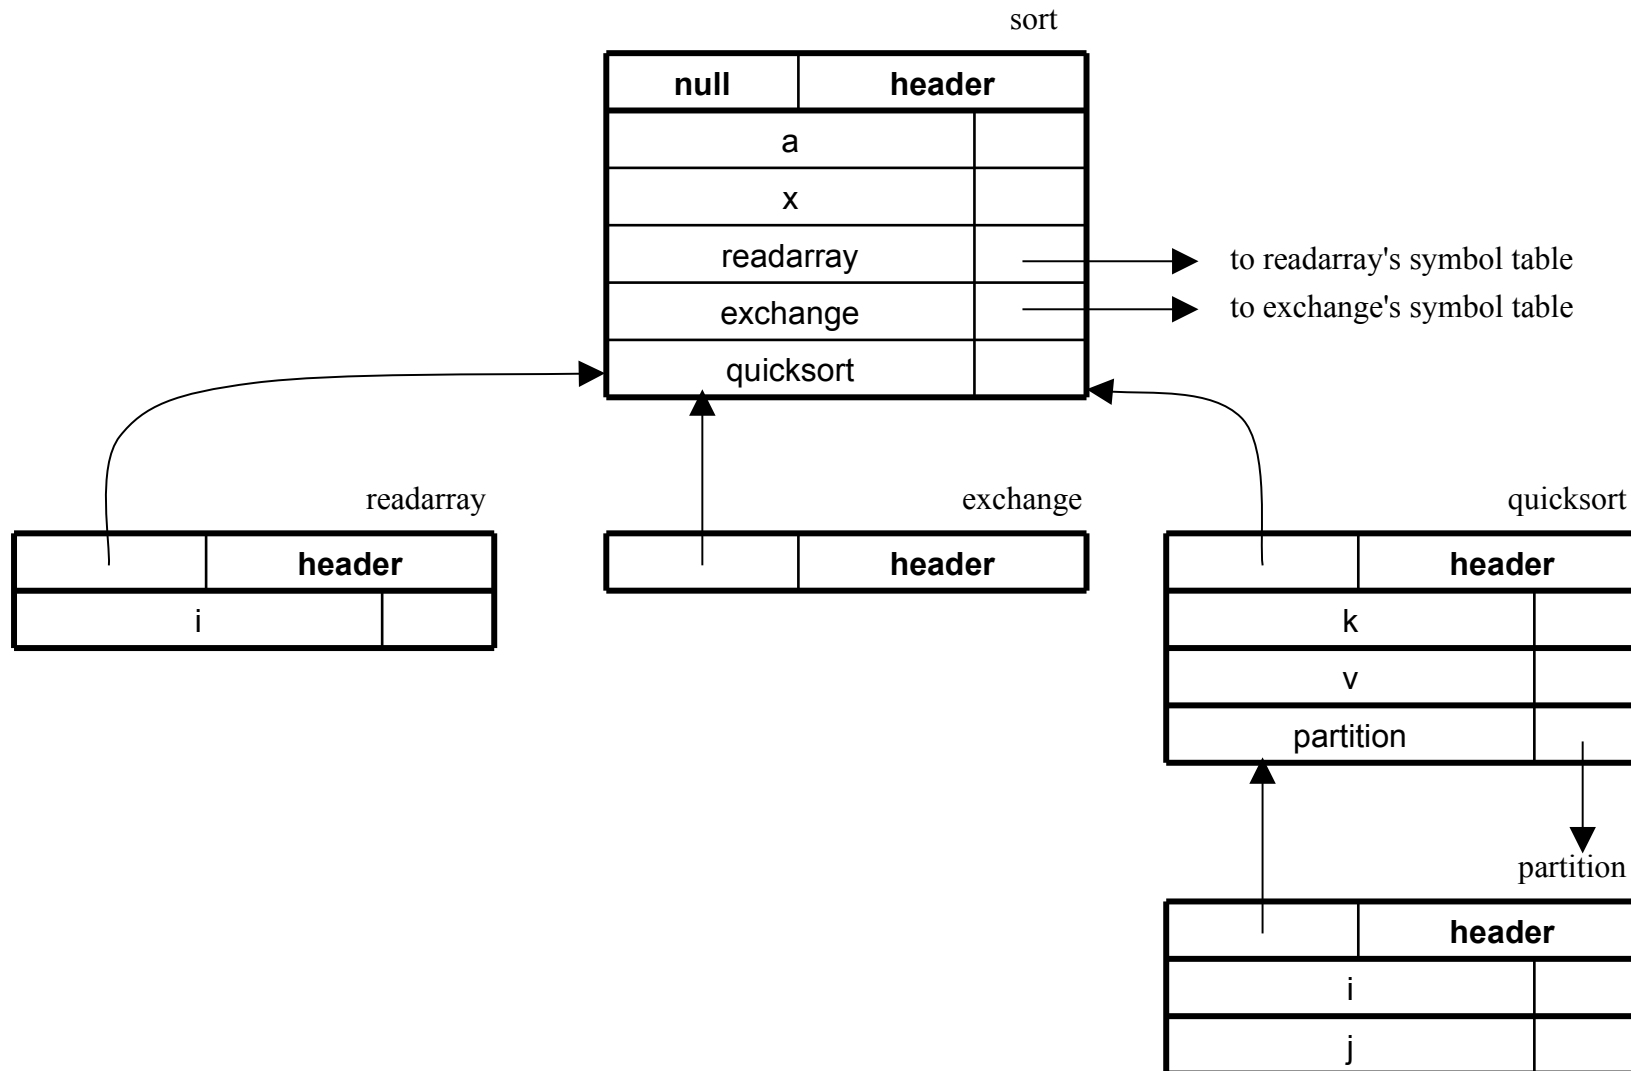 sort
null header
a
x
readarray to readarray's symbol table
exchange to exchange's symbol table
quicksort
readarray exchange quicksort
header header header
i k
v
partition
partition
header
i
j